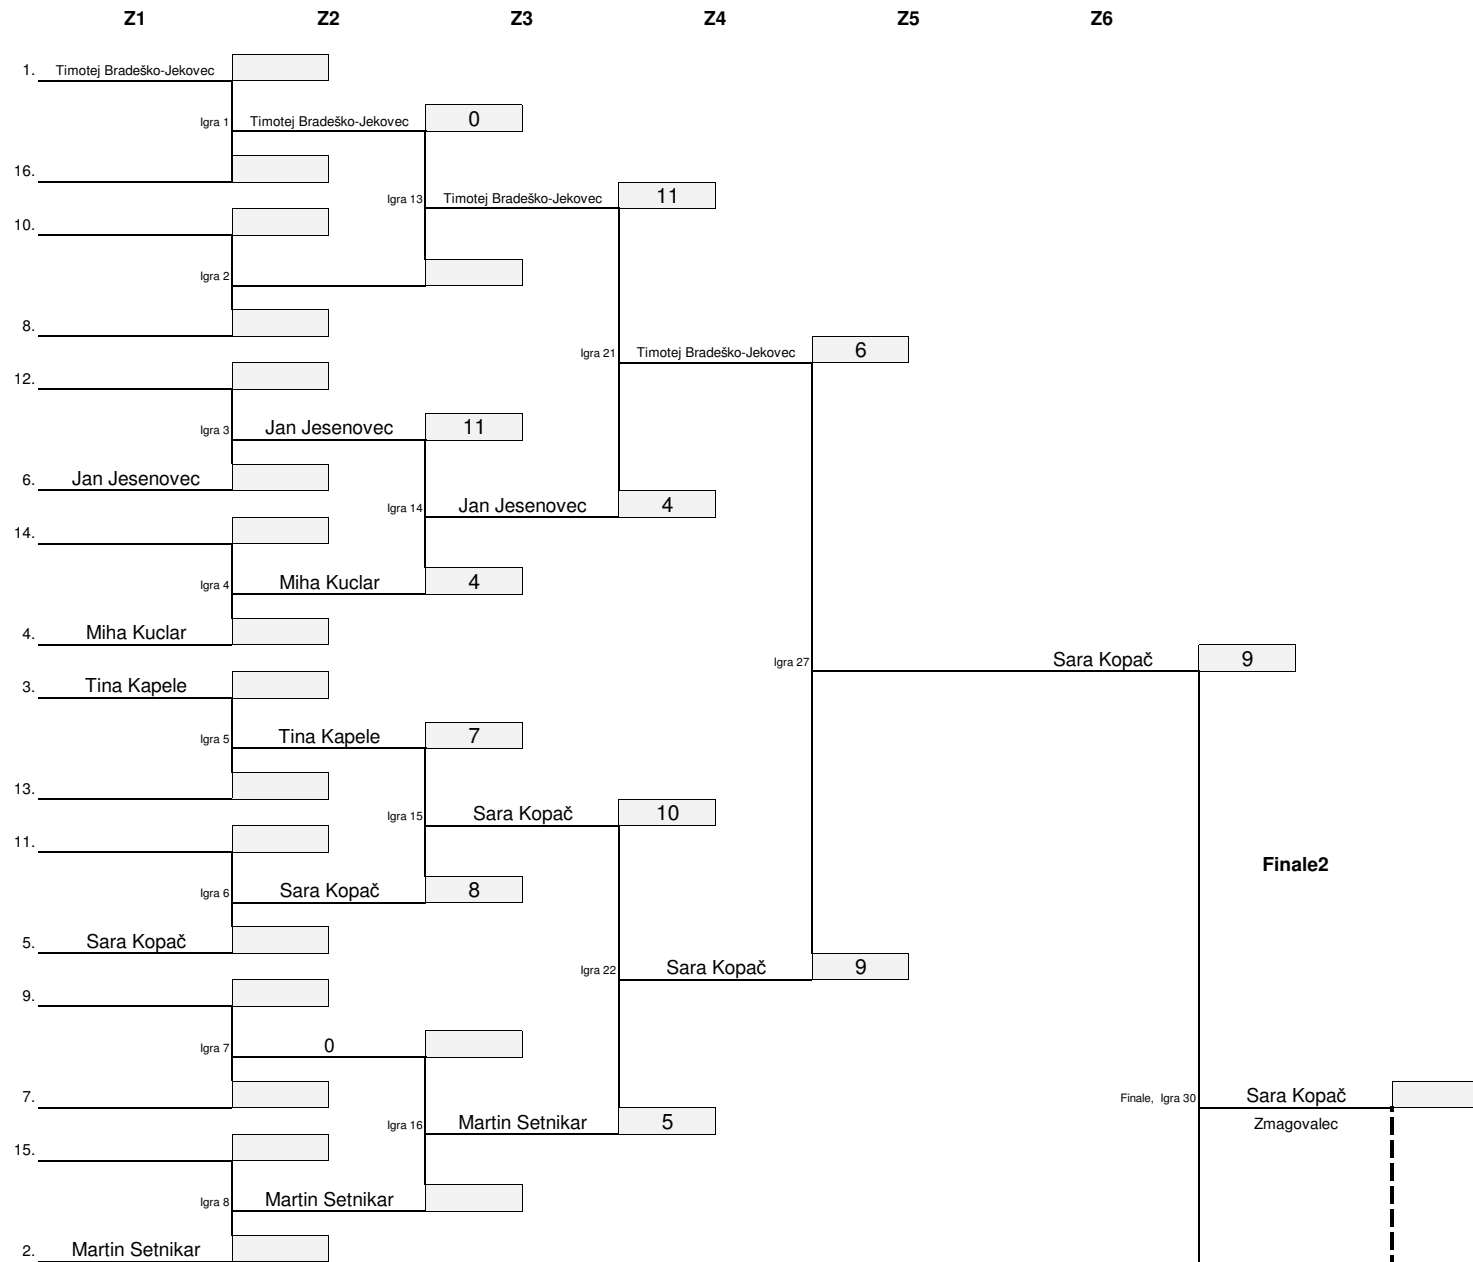 Z1 Z2 Z3 Z4 Z5 Z6
1. Timotej Bradeško-Jekovec
Igra 1 Timotej Bradeško-Jekovec 0
16.
Igra 13 Timotej Bradeško-Jekovec 11
10.
Igra 2
8.
Igra 21 Timotej Bradeško-Jekovec 6
12.
Igra 3 Jan Jesenovec 11
6. Jan Jesenovec
Igra 14 Jan Jesenovec 4
14.
Igra 4 Miha Kuclar 4
4. Miha Kuclar
Igra 27 Sara Kopač 9
3. Tina Kapele
Igra 5 Tina Kapele 7
13.
Igra 15 Sara Kopač 10
11.
Finale2
Igra 6 Sara Kopač 8
5. Sara Kopač
Igra 22 Sara Kopač 9
9.
Igra 7 0
7.
Finale, Igra 30 Sara Kopač
Igra 16 Martin Setnikar 5
Zmagovalec
15.
Igra 8 Martin Setnikar
2. Martin Setnikar